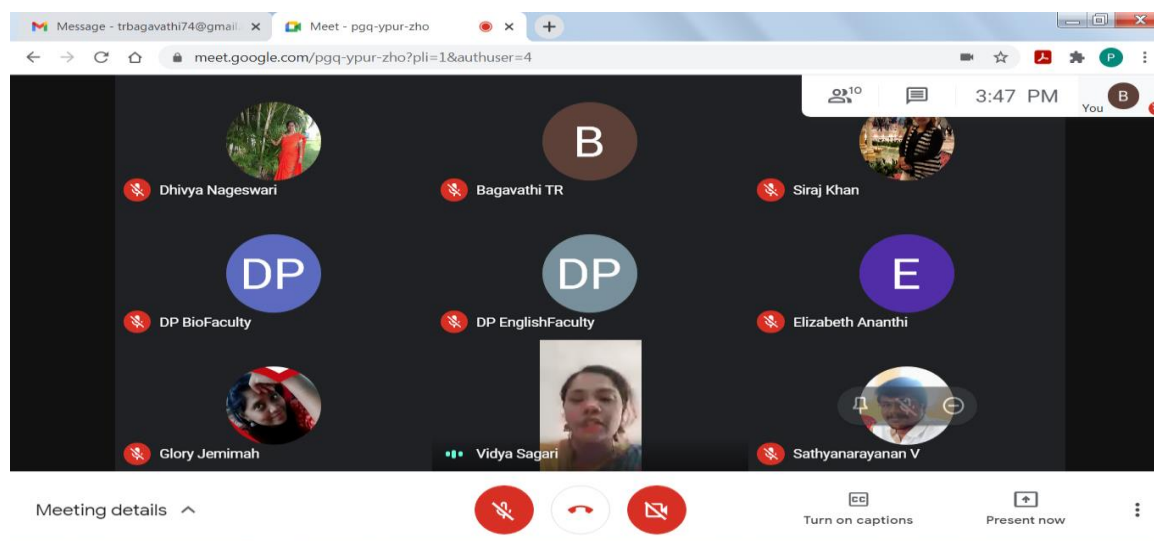 Message - trbagavathi74@gmail. Meet - pgq-ypur-zho
meet.google.com/pgq-ypur-zho?pli=1&authuser=4 P
10 3:47 PM You B
B
Dhivya Nageswari Bagavathi TR Siraj Khan
DP DP E
DP BioFaculty DP EnglishFaculty Elizabeth Ananthi
Glory Jemimah Vidya Sagari Sathyanarayanan V
Meeting details CC
Turn on captions Present now